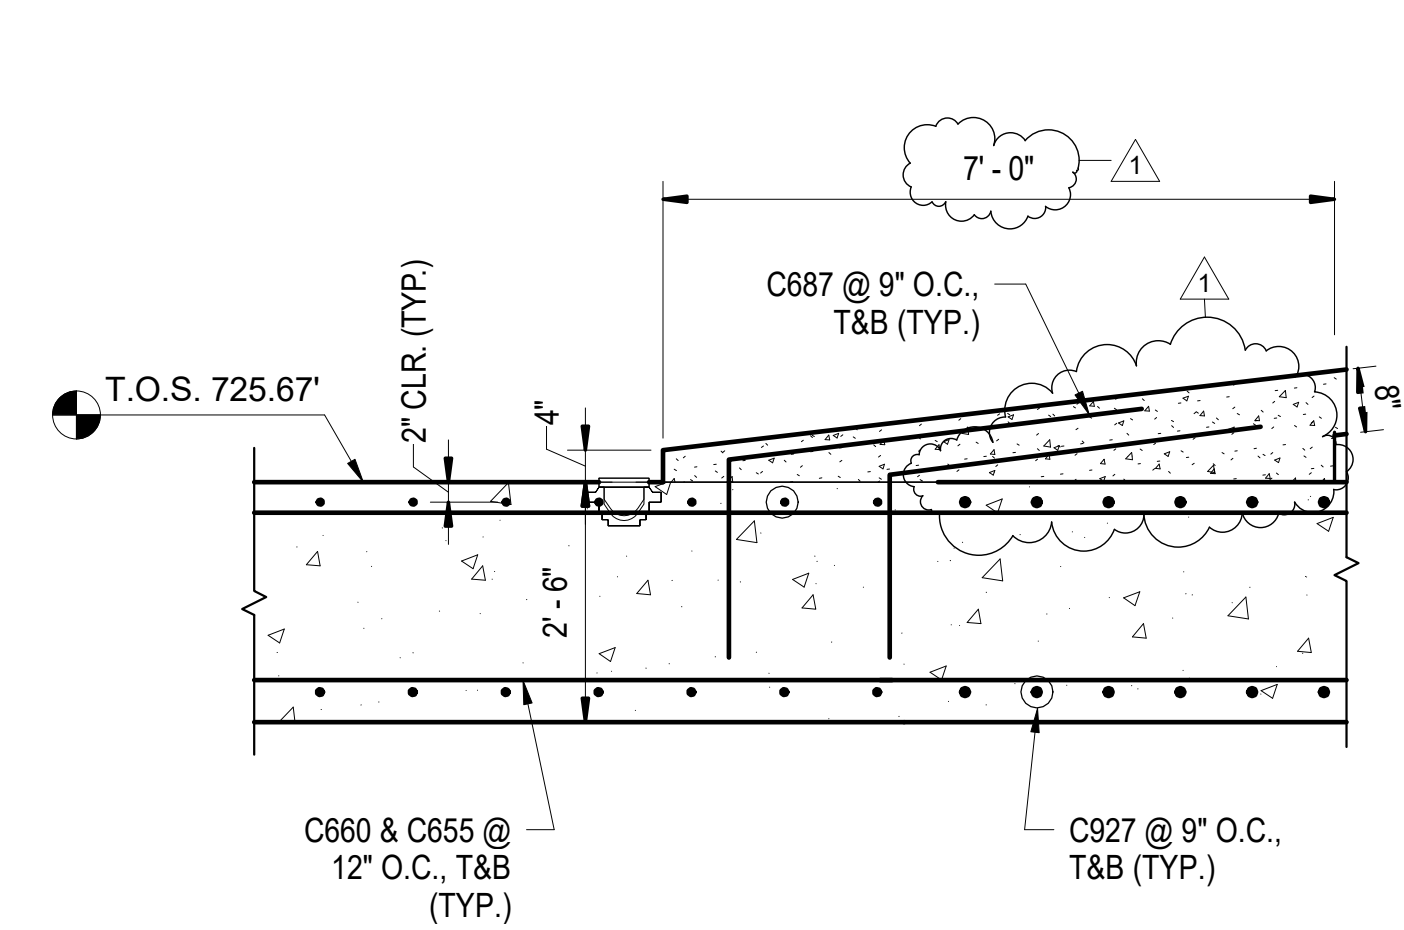 7' - 0"
1
C687 @ 9" O.C.,
T&B (TYP.)
1
2" CLR. (TYP.)
T.O.S. 725.67'
4"
8"
2' - 6"
C660 & C655 @
12" O.C., T&B
(TYP.)
C927 @ 9" O.C.,
T&B (TYP.)